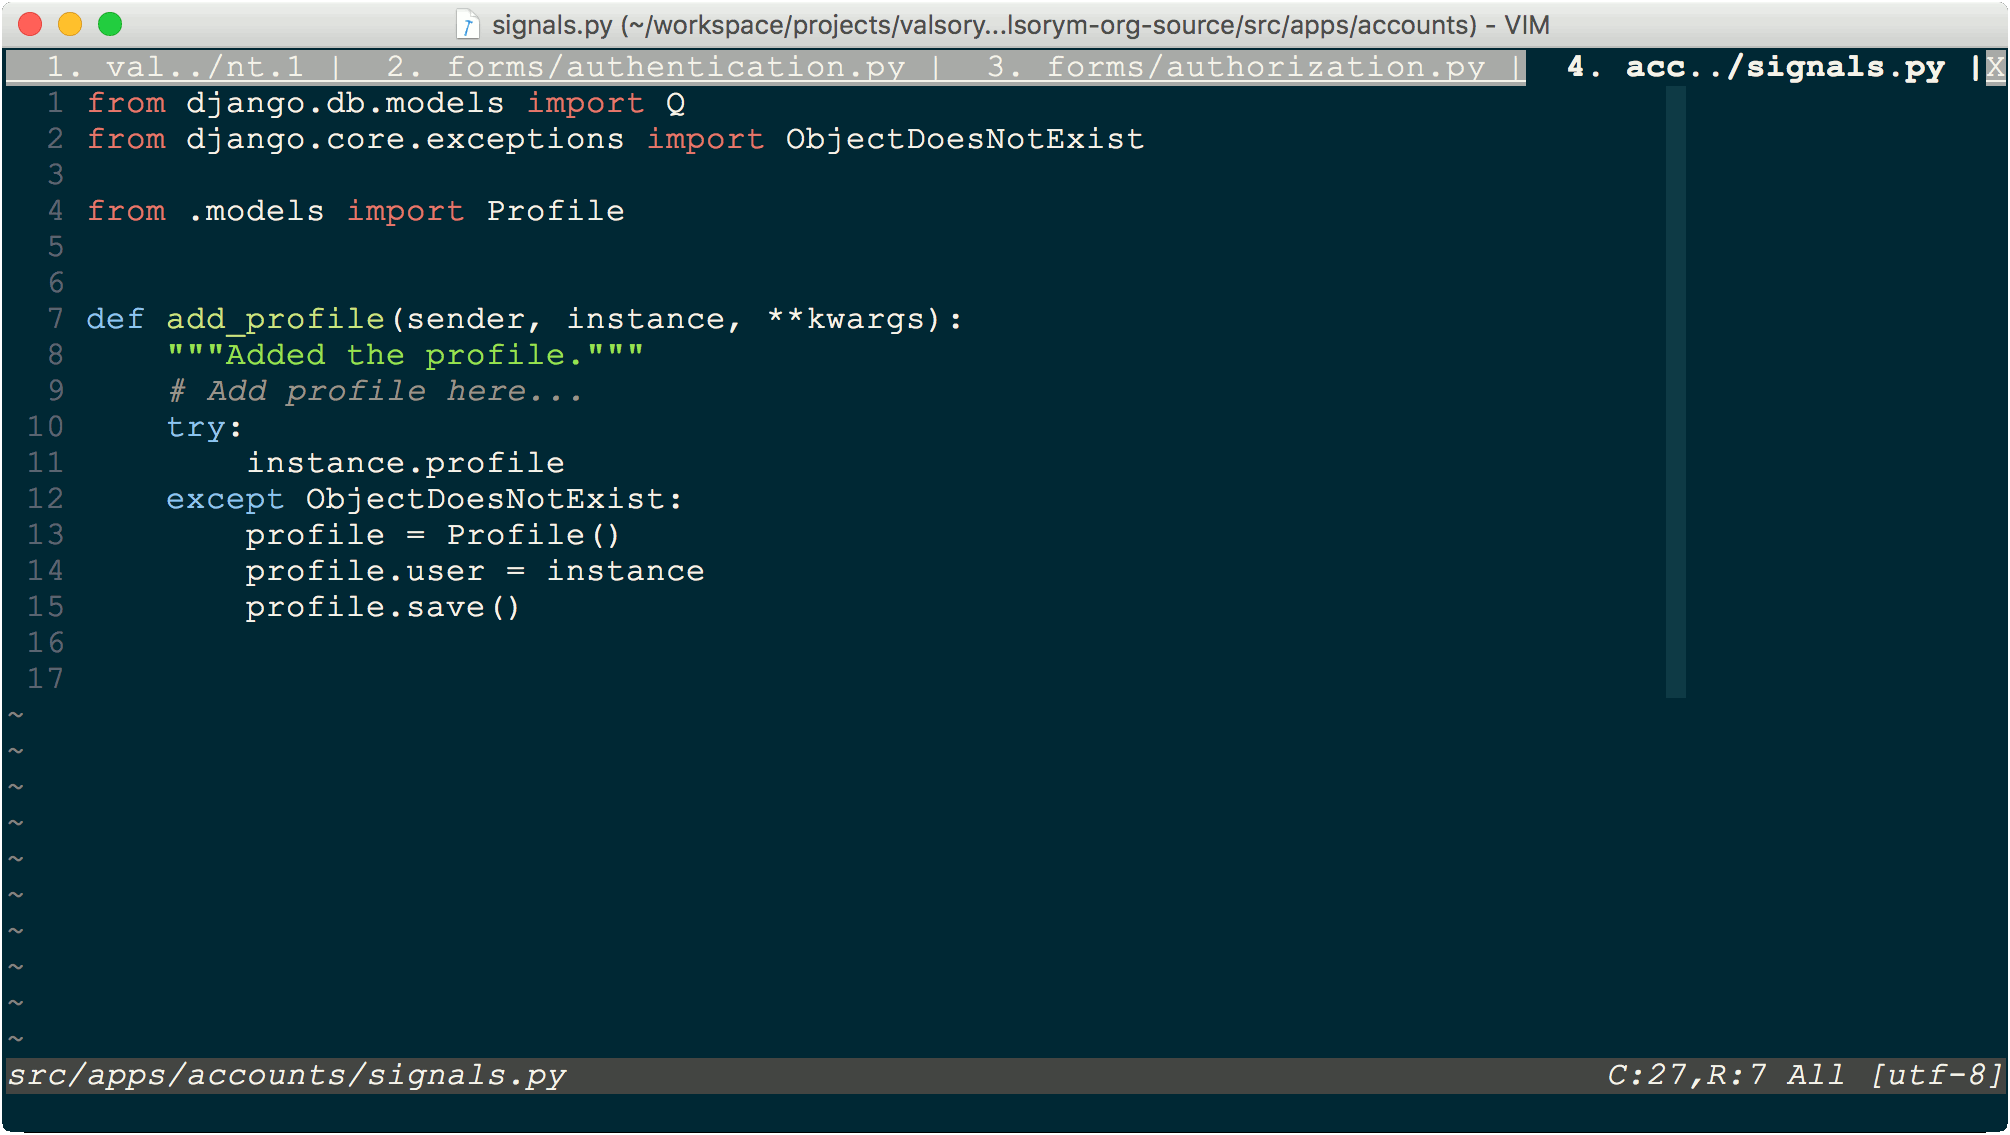 signals.py (~/workspace/projects/valsory...lsorym-org-source/src/apps/accounts) - VIM
1. val../nt.1 | 2. forms/authentication.py | 3. forms/authorization.py | 4. acc../signals.py |X
1 from django.db.models import Q
2 from django.core.exceptions import ObjectDoesNotExist
3
4 from .models import Profile
5
6
7 def add_profile(sender, instance, **kwargs):
8     """Added the profile."""
9     # Add profile here...
10     try:
11         instance.profile
12     except ObjectDoesNotExist:
13         profile = Profile()
14         profile.user = instance
15         profile.save()
16
17
~
~
~
~
~
~
~
~
~
~
src/apps/accounts/signals.py C:27,R:7 All [utf-8]